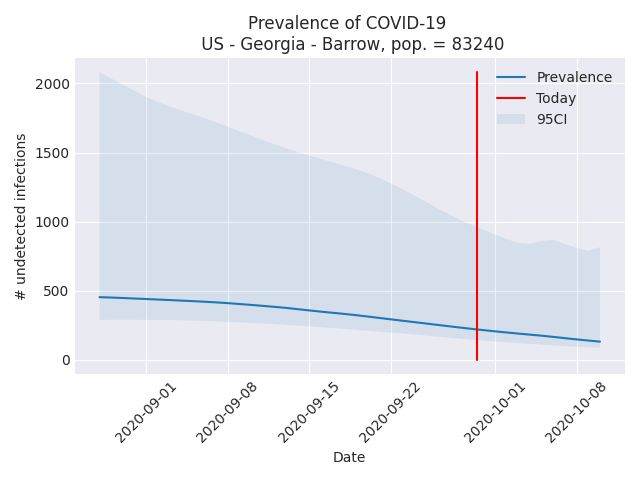 Prevalence of COVID-19
US - Georgia - Barrow, pop. = 83240
Prevalence
Today
95CI
# undetected infections
2000
1500
1000
500
0
2020-09-01
2020-09-08
2020-09-15
2020-09-22
2020-10-01
2020-10-08
Date